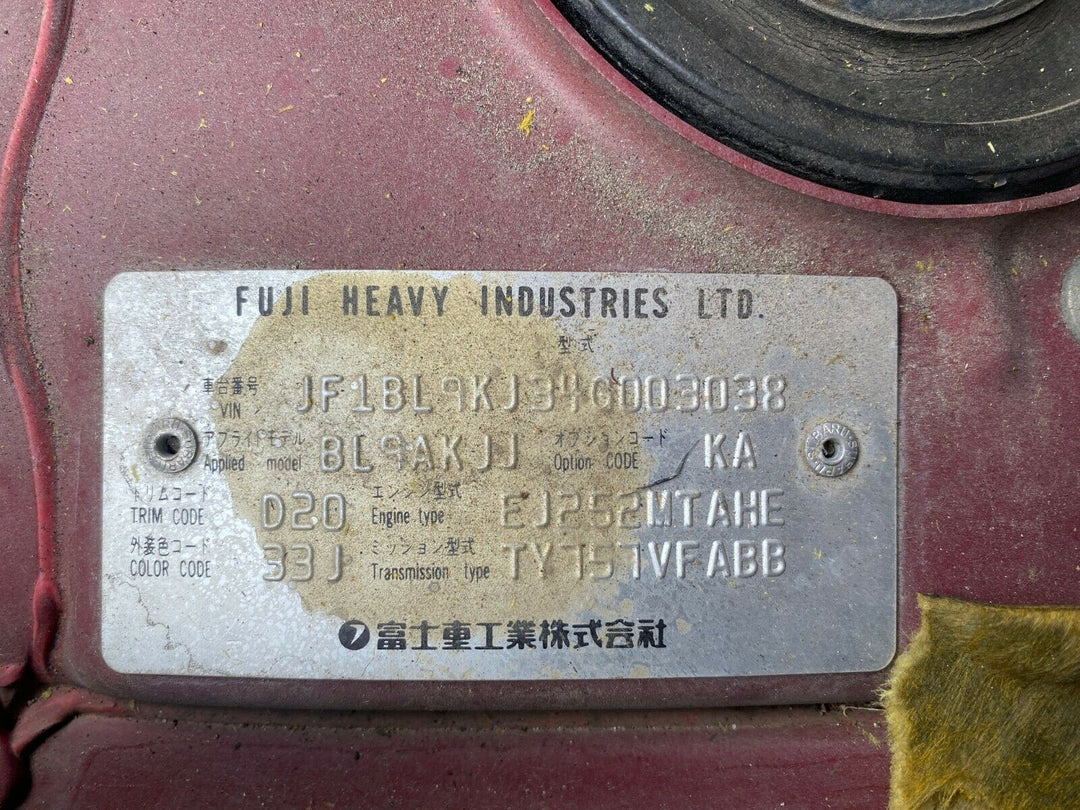 FUJI HEAVY INDUSTRIES LTD.
型式
車台番号 VIN JF1BL9KJ34G003038
アプライドモデル Applied model BL9AKJJ オプションコード Option CODE KA
トリムコード TRIM CODE D20 エンジン型式 Engine type EJ252MTAHE
外装色コード COLOR CODE 33J ミッション型式 Transmission type TY757VFABB
富士重工業株式会社